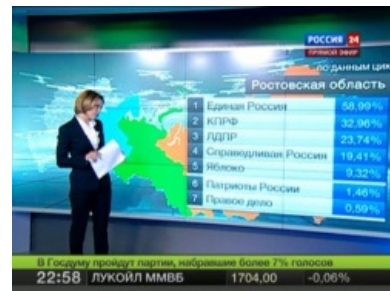 РОССИЯ 24
ПРЯМОЙ ЭФИР
ПО ДАННЫМ ЦИК
Ростовская область
1 Единая Россия 58,99%
2 КПРФ 32,96%
3 ЛДПР 23,74%
4 Справедливая Россия 19,41%
5 Яблоко 9,32%
6 Патриоты России 1,46%
7 Правое дело 0,59%
В Госдуму пройдут партии, набравшие более 7% голосов
22:58 ЛУКОЙЛ ММВБ 1704,00 -0,06%